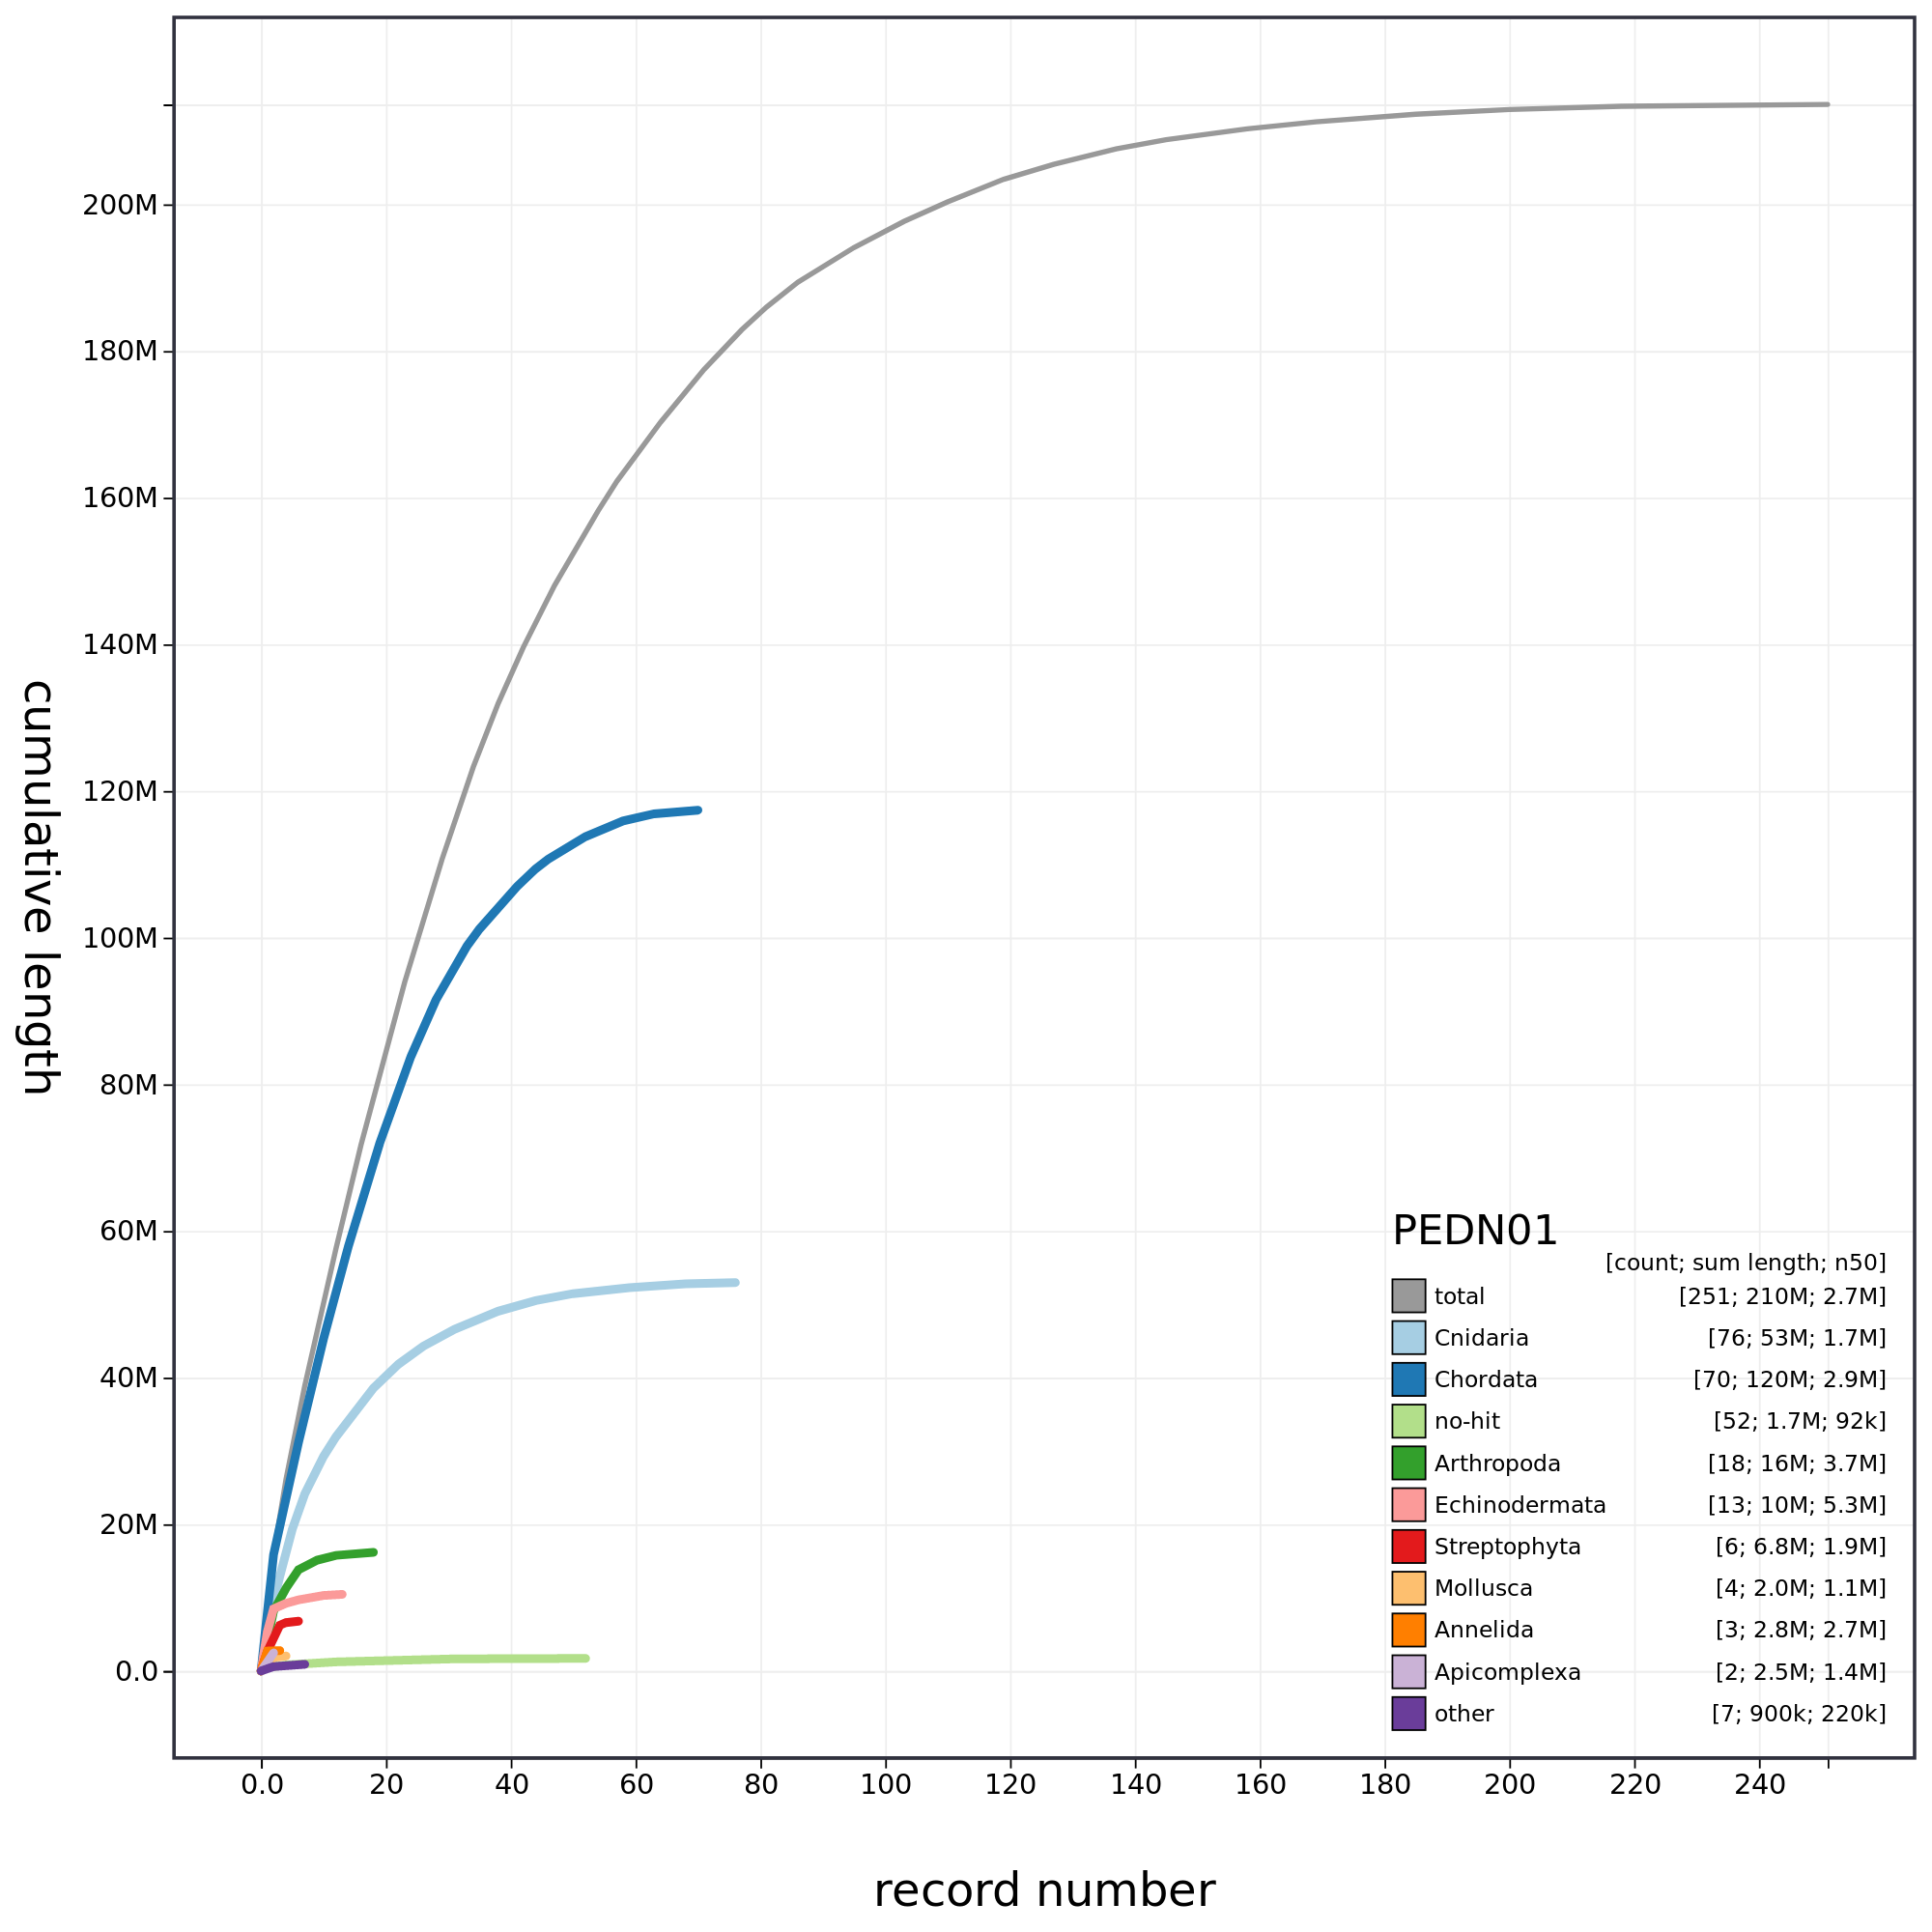 cumulative length
200M
180M
160M
140M
120M
100M
80M
60M
40M
20M
0.0
PEDN01
[count; sum length; n50]
total [251; 210M; 2.7M]
Cnidaria [76; 53M; 1.7M]
Chordata [70; 120M; 2.9M]
no-hit [52; 1.7M; 92k]
Arthropoda [18; 16M; 3.7M]
Echinodermata [13; 10M; 5.3M]
Streptophyta [6; 6.8M; 1.9M]
Mollusca [4; 2.0M; 1.1M]
Annelida [3; 2.8M; 2.7M]
Apicomplexa [2; 2.5M; 1.4M]
other [7; 900k; 220k]
0.0 20 40 60 80 100 120 140 160 180 200 220 240
record number